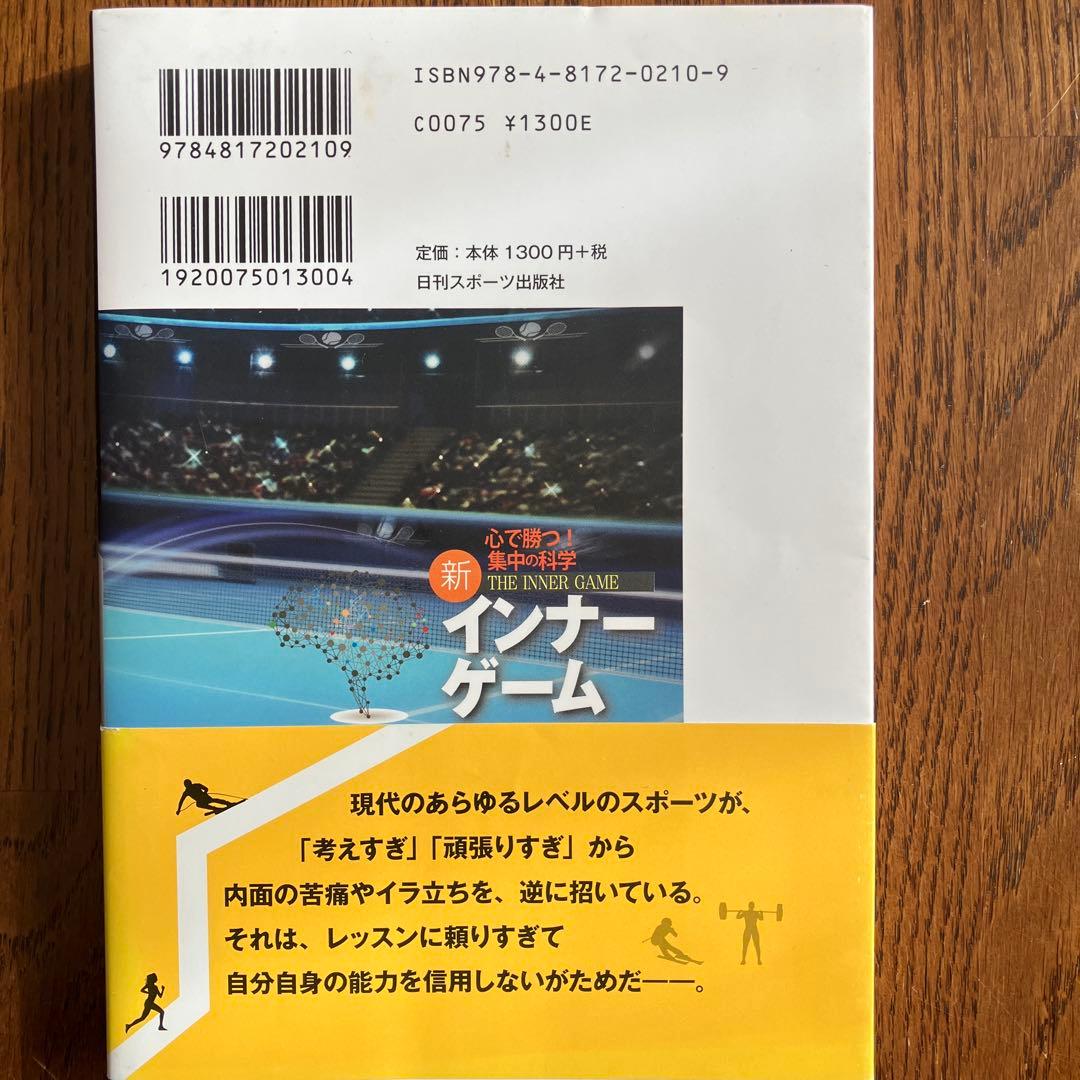 ISBN978-4-8172-0210-9
C0075 ¥1300E
9784817202109
1920075013004
定価：本体1300円+税
日刊スポーツ出版社
心で勝つ！
集中の科学
新
THE INNER GAME
インナー
ゲーム
現代のあらゆるレベルのスポーツが、
「考えすぎ」「頑張りすぎ」から
内面の苦痛やイラ立ちを、逆に招いている。
それは、レッスンに頼りすぎて
自分自身の能力を信用しないがためだ――。